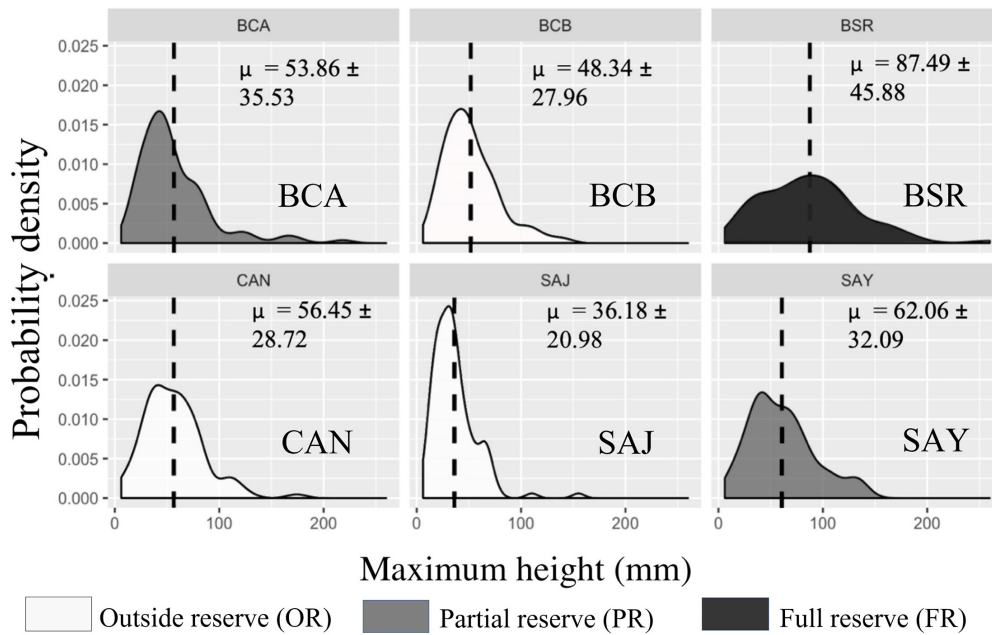 BCA
BCB
BSR
0.025
0.020
0.015
0.010
0.005
0.000
μ = 53.86 ±
35.53
BCA
μ = 48.34 ±
27.96
BCB
μ = 87.49 ±
45.88
BSR
Probability density
CAN
SAJ
SAY
0.025
0.020
0.015
0.010
0.005
0.000
μ = 56.45 ±
28.72
CAN
μ = 36.18 ±
20.98
SAJ
μ = 62.06 ±
32.09
SAY
0 100 200
0 100 200
0 100 200
Maximum height (mm)
Outside reserve (OR)
Partial reserve (PR)
Full reserve (FR)